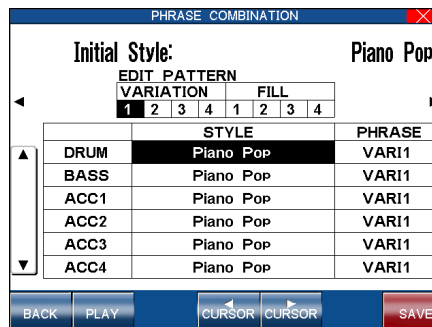 PHRASE COMBINATION
Initial Style: Piano Pop
EDIT PATTERN
VARIATION FILL
1 2 3 4 1 2 3 4
STYLE PHRASE
DRUM Piano Pop VARI1
BASS Piano Pop VARI1
ACC1 Piano Pop VARI1
ACC2 Piano Pop VARI1
ACC3 Piano Pop VARI1
ACC4 Piano Pop VARI1
BACK PLAY CURSOR CURSOR SAVE